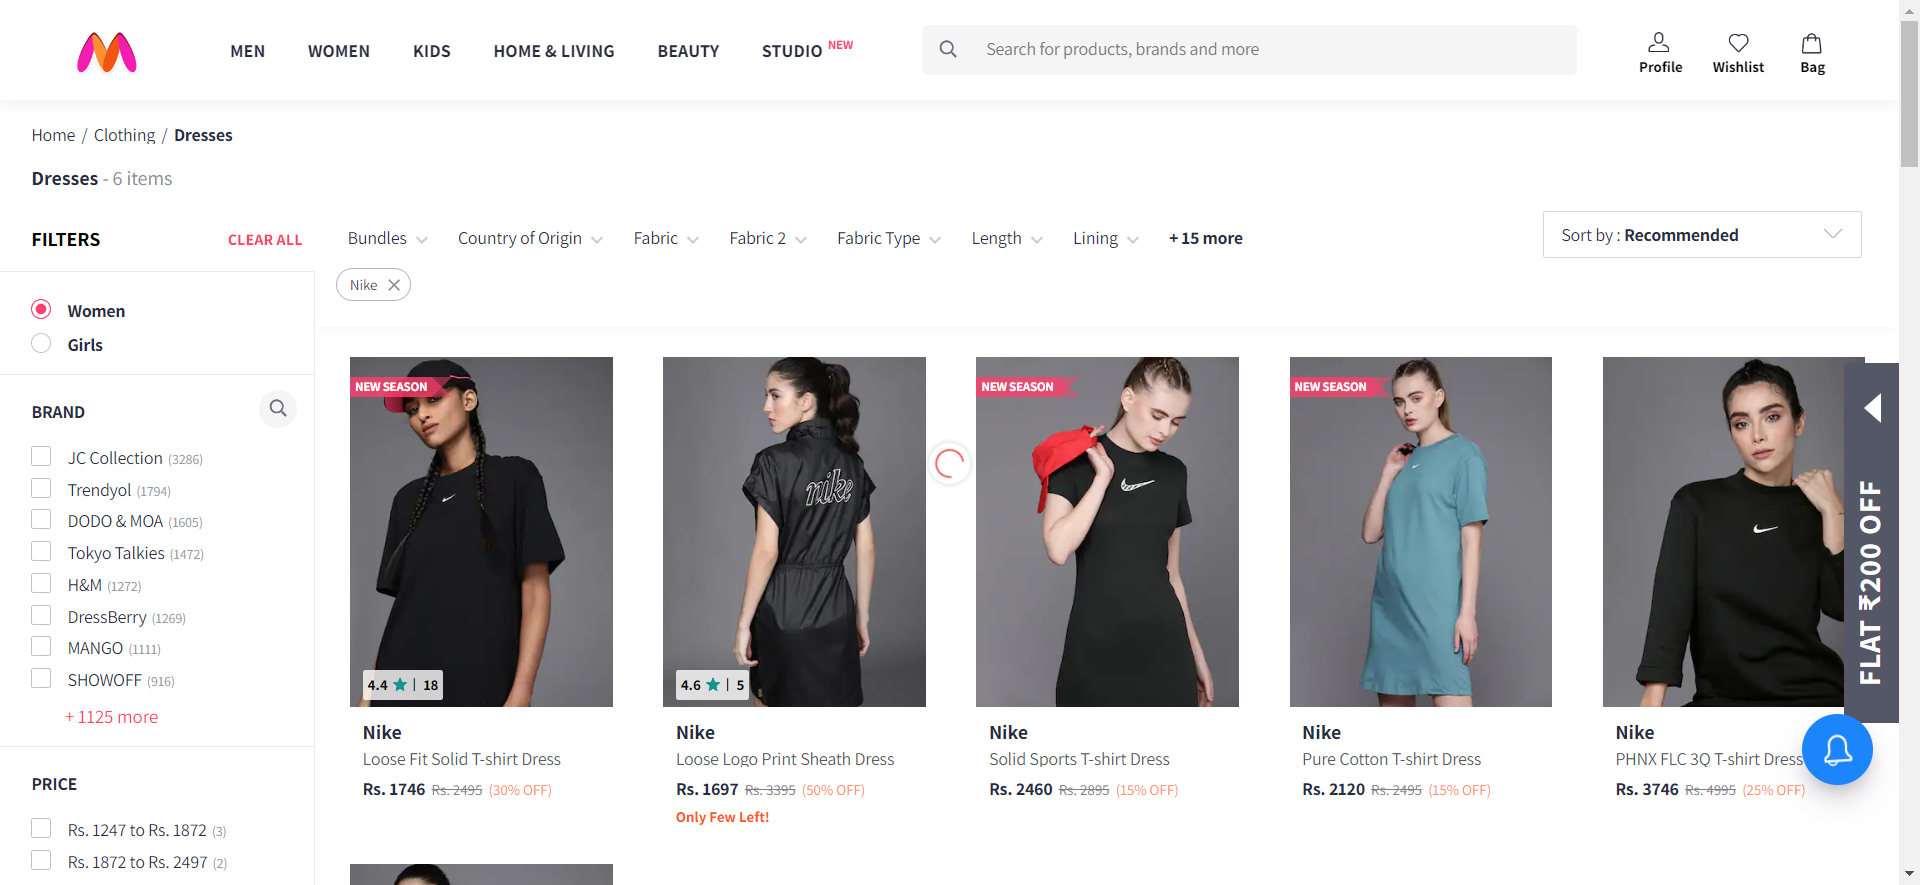 MEN WOMEN KIDS HOME & LIVING BEAUTY STUDIO NEW
Search for products, brands and more
Profile Wishlist Bag
Home / Clothing / Dresses
Dresses - 6 items
FILTERS CLEAR ALL
Bundles Country of Origin Fabric Fabric 2 Fabric Type Length Lining + 15 more
Sort by : Recommended
Nike
Women
Girls
BRAND
JC Collection (3286)
Trendyol (1794)
DODO & MOA (1605)
Tokyo Talkies (1472)
H&M (1272)
DressBerry (1269)
MANGO (1111)
SHOWOFF (916)
+ 1125 more
PRICE
Rs. 1247 to Rs. 1872 (3)
Rs. 1872 to Rs. 2497 (2)
NEW SEASON
4.4 | 18
Nike
Loose Fit Solid T-shirt Dress
Rs. 1746 Rs. 2495 (30% OFF)
nike
4.6 | 5
Nike
Loose Logo Print Sheath Dress
Rs. 1697 Rs. 3395 (50% OFF)
Only Few Left!
NEW SEASON
Nike
Solid Sports T-shirt Dress
Rs. 2460 Rs. 2895 (15% OFF)
NEW SEASON
Nike
Pure Cotton T-shirt Dress
Rs. 2120 Rs. 2495 (15% OFF)
Nike
PHNX FLC 3Q T-shirt Dress
Rs. 3746 Rs. 4995 (25% OFF)
FLAT ₹200 OFF